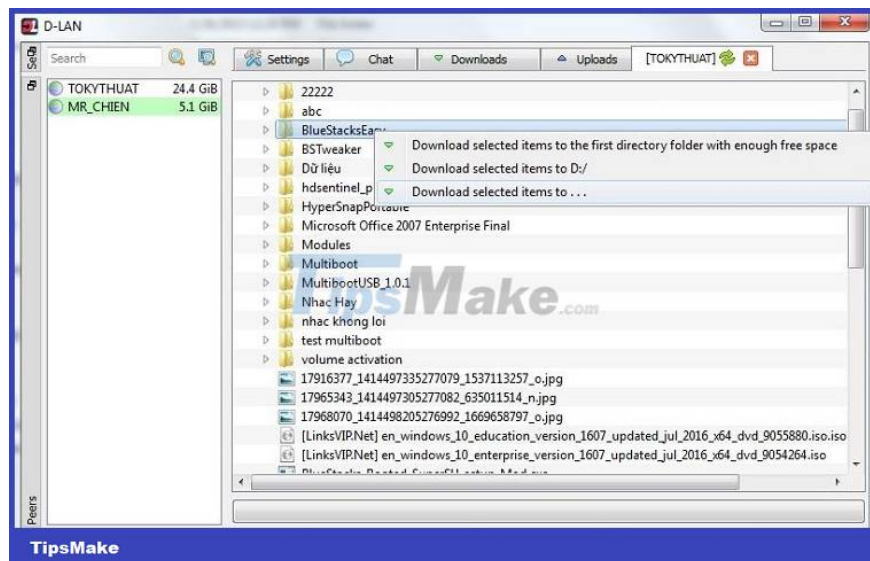 D-LAN
Search
Settings
Chat
Downloads
Uploads
[TOKYTHUAT]
TOKYTHUAT 24.4 GiB
MR_CHIEN 5.1 GiB
22222
abc
BlueStacksEasy
BSTweaker
Dữ liệu
hdsentinel_p
HyperSnapPortable
Microsoft Office 2007 Enterprise Final
Modules
Multiboot
MultibootUSB_1.0.1
Nhac Hay
nhac khong loi
test multiboot
volume activation
17916377_1414497335277079_1537113257_o.jpg
17965343_1414497305277082_635011514_n.jpg
17968070_1414498205276992_1669658797_o.jpg
[LinksVIP.Net] en_windows_10_education_version_1607_updated_jul_2016_x64_dvd_9055880.iso.iso
[LinksVIP.Net] en_windows_10_enterprise_version_1607_updated_jul_2016_x64_dvd_9054264.iso
Download selected items to the first directory folder with enough free space
Download selected items to D:/
Download selected items to . . .
Peers
TipsMake.com
TipsMake